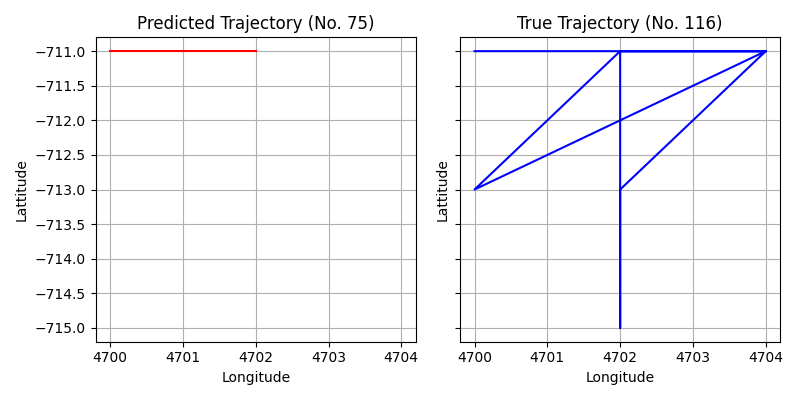 Predicted Trajectory (No. 75)
True Trajectory (No. 116)
−711.0
−711.5
−712.0
−712.5
−713.0
−713.5
−714.0
−714.5
−715.0
Lattitude
Lattitude
4700 4701 4702 4703 4704
4700 4701 4702 4703 4704
Longitude
Longitude